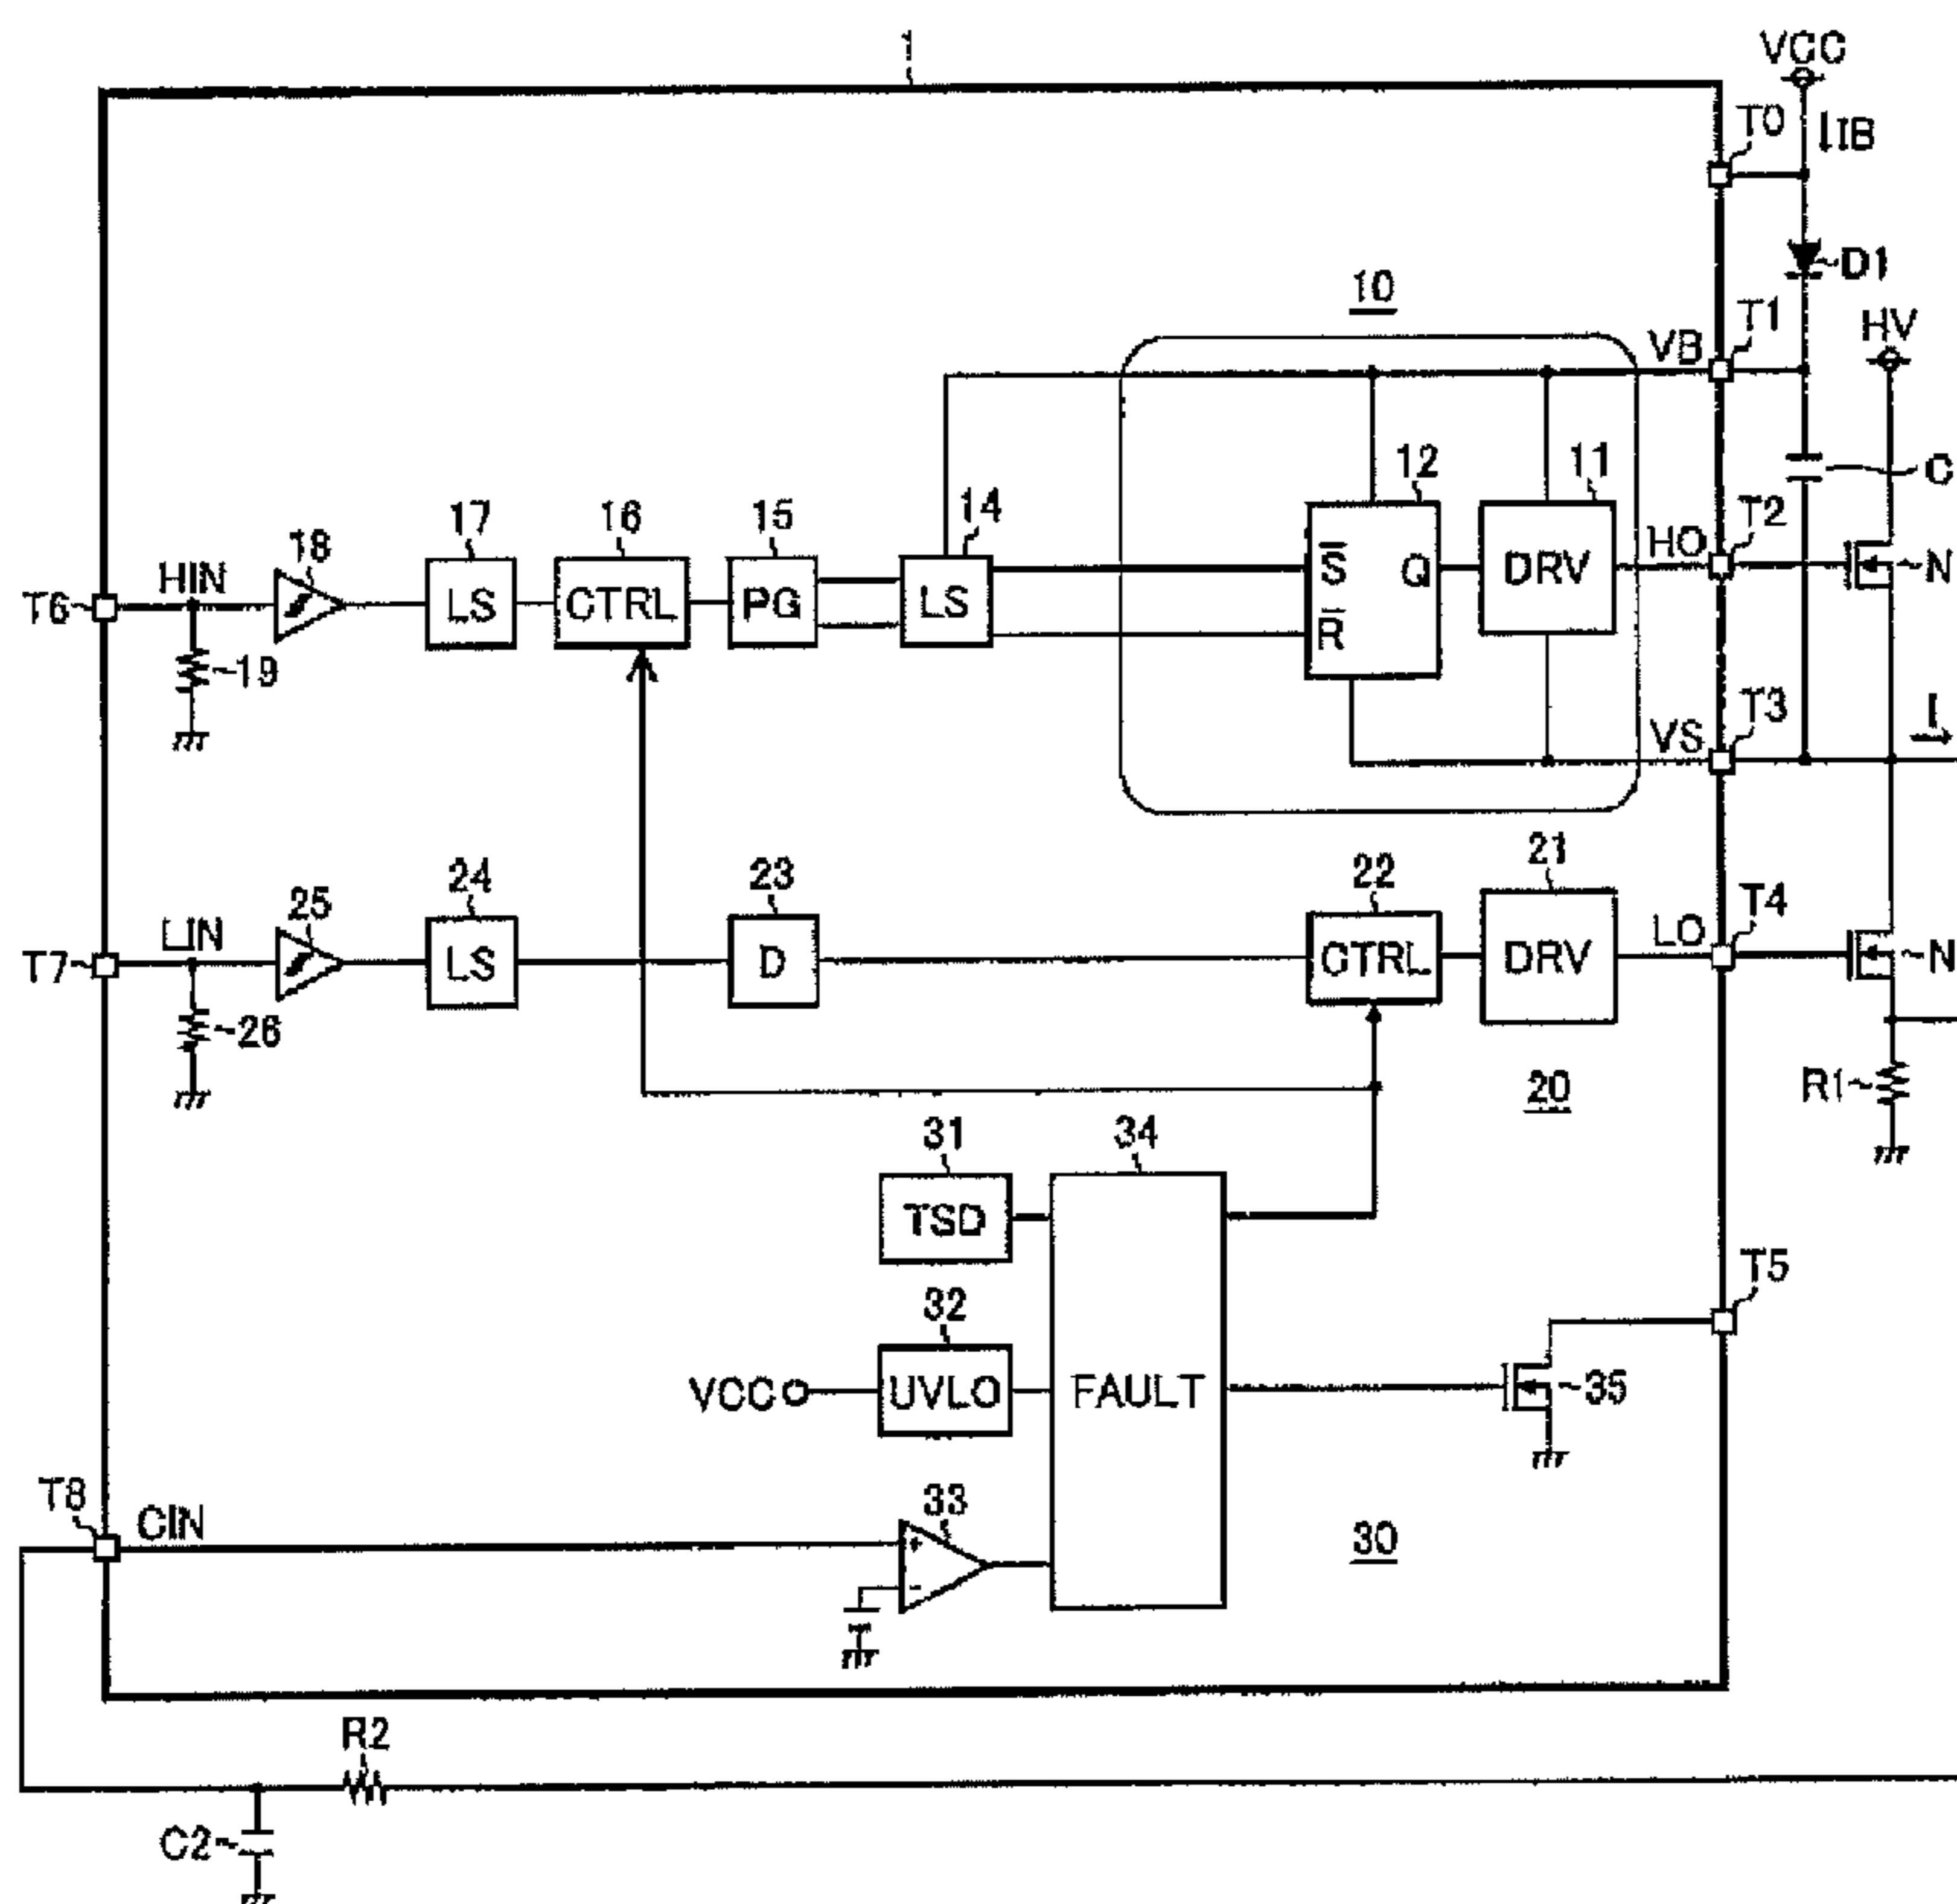 1
VCC
T0
IB
D1
10
T1
VB
HV
12
11
C
17
16
15
14
T2
18
HIN
HO
T6
LS
CTRL
PG
LS
S
Q
DRV
N
R
19
T3
I
VS
24
23
22
21
25
T4
LIN
LO
T7
LS
D
CTRL
DRV
N
26
20
R1
31
34
TSD
T5
32
VCC
UVLO
FAULT
35
T8
CIN
33
+
-
30
R2
C2